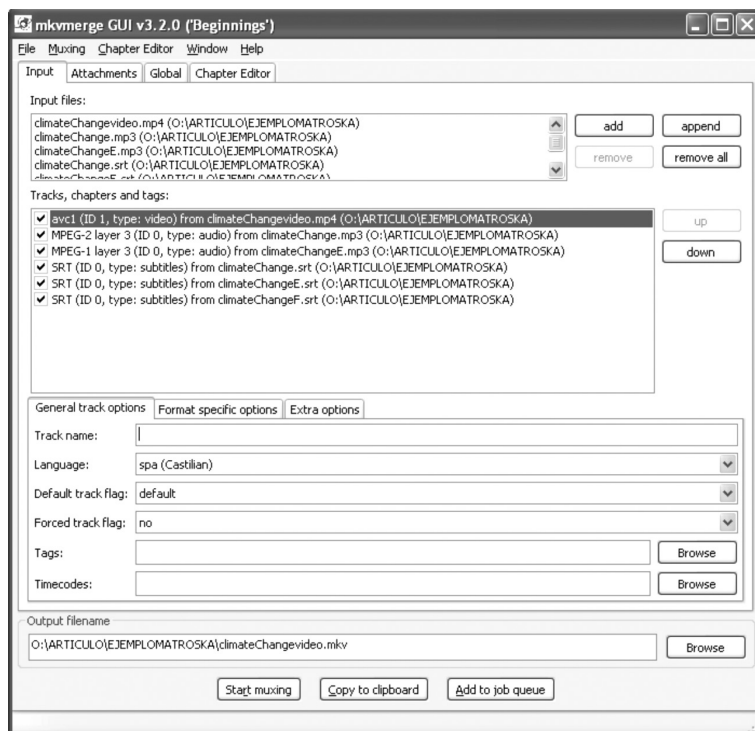 mkvmerge GUI v3.2.0 ('Beginnings')
File Muxing Chapter Editor Window Help
Input Attachments Global Chapter Editor
Input files:
climateChangevideo.mp4 (O:\ARTICULO\EJEMPLOMATROSKA)
climateChange.mp3 (O:\ARTICULO\EJEMPLOMATROSKA)
climateChangeE.mp3 (O:\ARTICULO\EJEMPLOMATROSKA)
climateChange.srt (O:\ARTICULO\EJEMPLOMATROSKA)
climateChangeE.srt (O:\ARTICULO\EJEMPLOMATROSKA)
add append
remove remove all
Tracks, chapters and tags:
avc1 (ID 1, type: video) from climateChangevideo.mp4 (O:\ARTICULO\EJEMPLOMATROSKA)
MPEG-2 layer 3 (ID 0, type: audio) from climateChange.mp3 (O:\ARTICULO\EJEMPLOMATROSKA)
MPEG-1 layer 3 (ID 0, type: audio) from climateChangeE.mp3 (O:\ARTICULO\EJEMPLOMATROSKA)
SRT (ID 0, type: subtitles) from climateChange.srt (O:\ARTICULO\EJEMPLOMATROSKA)
SRT (ID 0, type: subtitles) from climateChangeE.srt (O:\ARTICULO\EJEMPLOMATROSKA)
SRT (ID 0, type: subtitles) from climateChangeF.srt (O:\ARTICULO\EJEMPLOMATROSKA)
up
down
General track options Format specific options Extra options
Track name:
Language: spa (Castilian)
Default track flag: default
Forced track flag: no
Tags: Browse
Timecodes: Browse
Output filename
O:\ARTICULO\EJEMPLOMATROSKA\climateChangevideo.mkv Browse
Start muxing Copy to clipboard Add to job queue